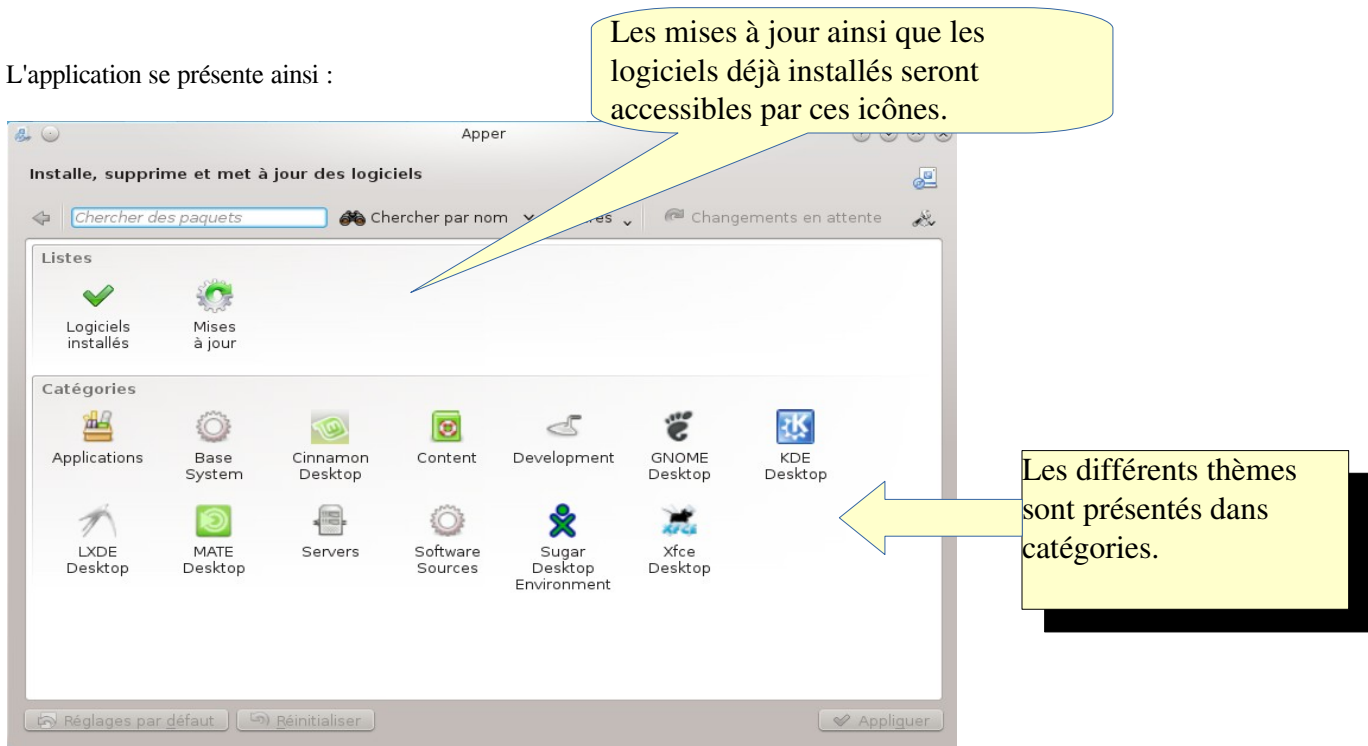 Les mises à jour ainsi que les
logiciels déjà installés seront
accessibles par ces icônes.
L'application se présente ainsi :
Apper
Installe, supprime et met à jour des logiciels
Chercher des paquets
Chercher par nom
Changements en attente
Listes
Logiciels
installés
Mises
à jour
Catégories
Applications
Base
System
Cinnamon
Desktop
Content
Development
GNOME
Desktop
KDE
Desktop
LXDE
Desktop
MATE
Desktop
Servers
Software
Sources
Sugar
Desktop
Environment
Xfce
Desktop
Les différents thèmes
sont présentés dans
catégories.
Réglages par défaut
Réinitialiser
Appliquer